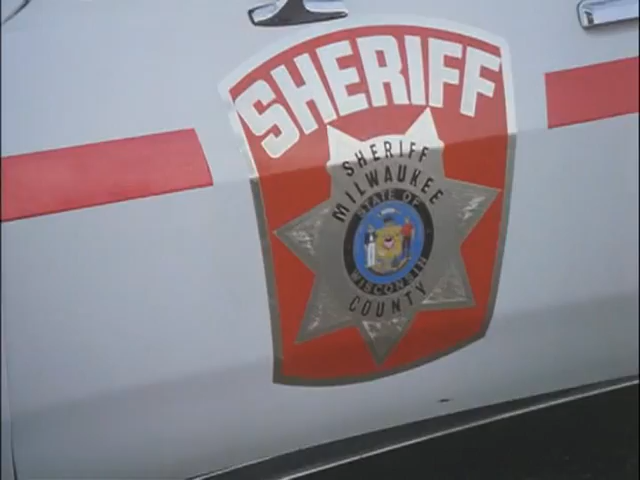 SHERIFF
SHERIFF
MILWAUKEE
STATE OF
WISCONSIN
COUNTY